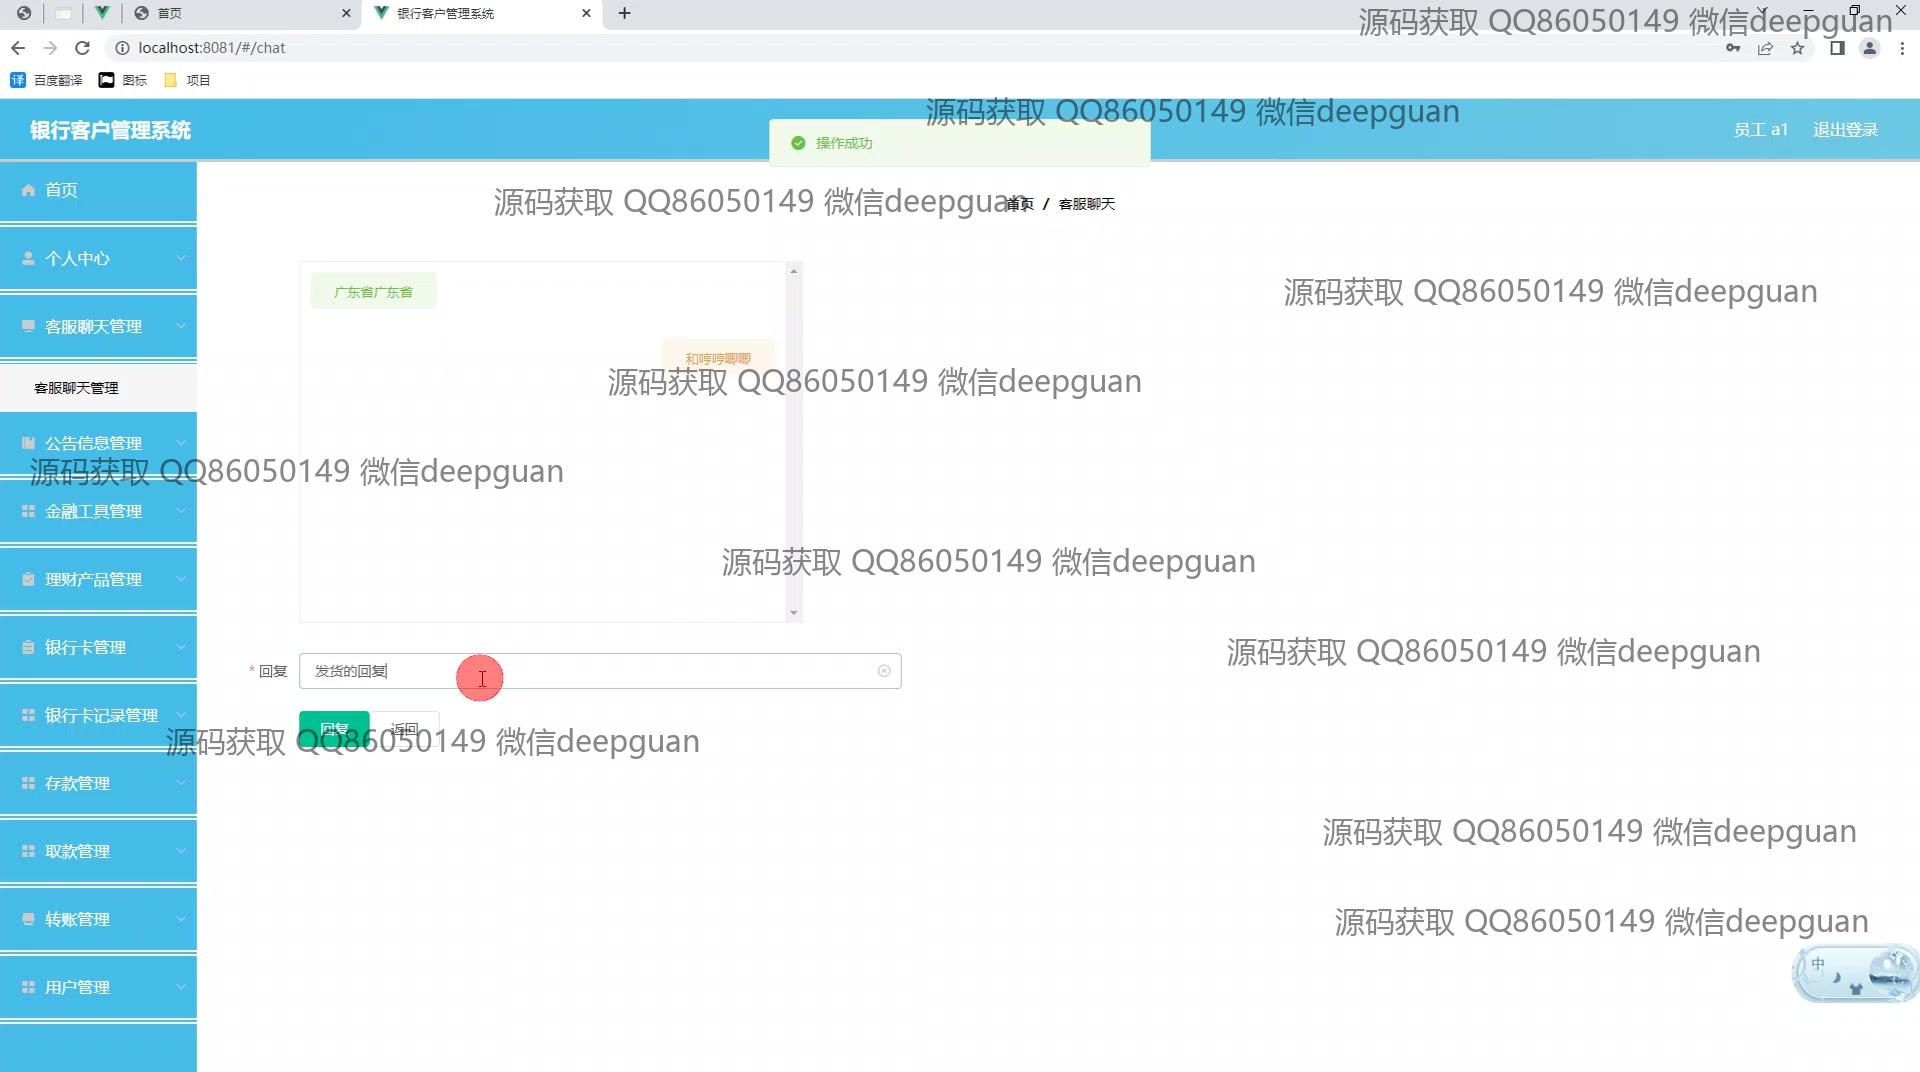 首页
银行客户管理系统
源码获取 QQ86050149 微信deepguan
localhost:8081/#/chat
百度翻译 图标 项目
源码获取 QQ86050149 微信deepguan
银行客户管理系统
操作成功
员工 a1 退出登录
首页
源码获取 QQ86050149 微信deepguan
首页 / 客服聊天
个人中心
广东省广东省
源码获取 QQ86050149 微信deepguan
客服聊天管理
和哼哼唧唧
客服聊天管理
源码获取 QQ86050149 微信deepguan
公告信息管理
源码获取 QQ86050149 微信deepguan
金融工具管理
源码获取 QQ86050149 微信deepguan
理财产品管理
银行卡管理
源码获取 QQ86050149 微信deepguan
* 回复 发货的回复
银行卡记录管理
回复 返回
源码获取 QQ86050149 微信deepguan
存款管理
源码获取 QQ86050149 微信deepguan
取款管理
转账管理
源码获取 QQ86050149 微信deepguan
中
用户管理